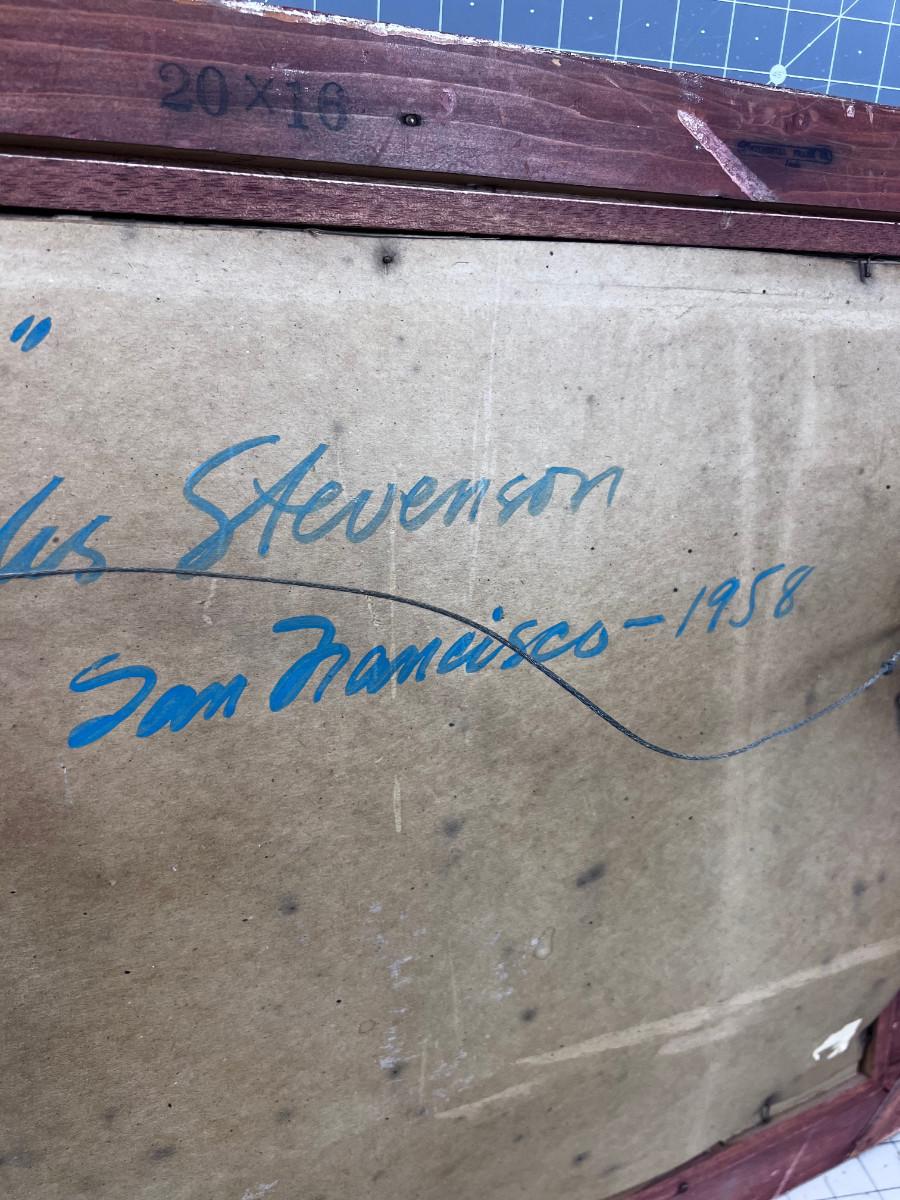 20 x 16
"
Stevenson
San Francisco - 1958